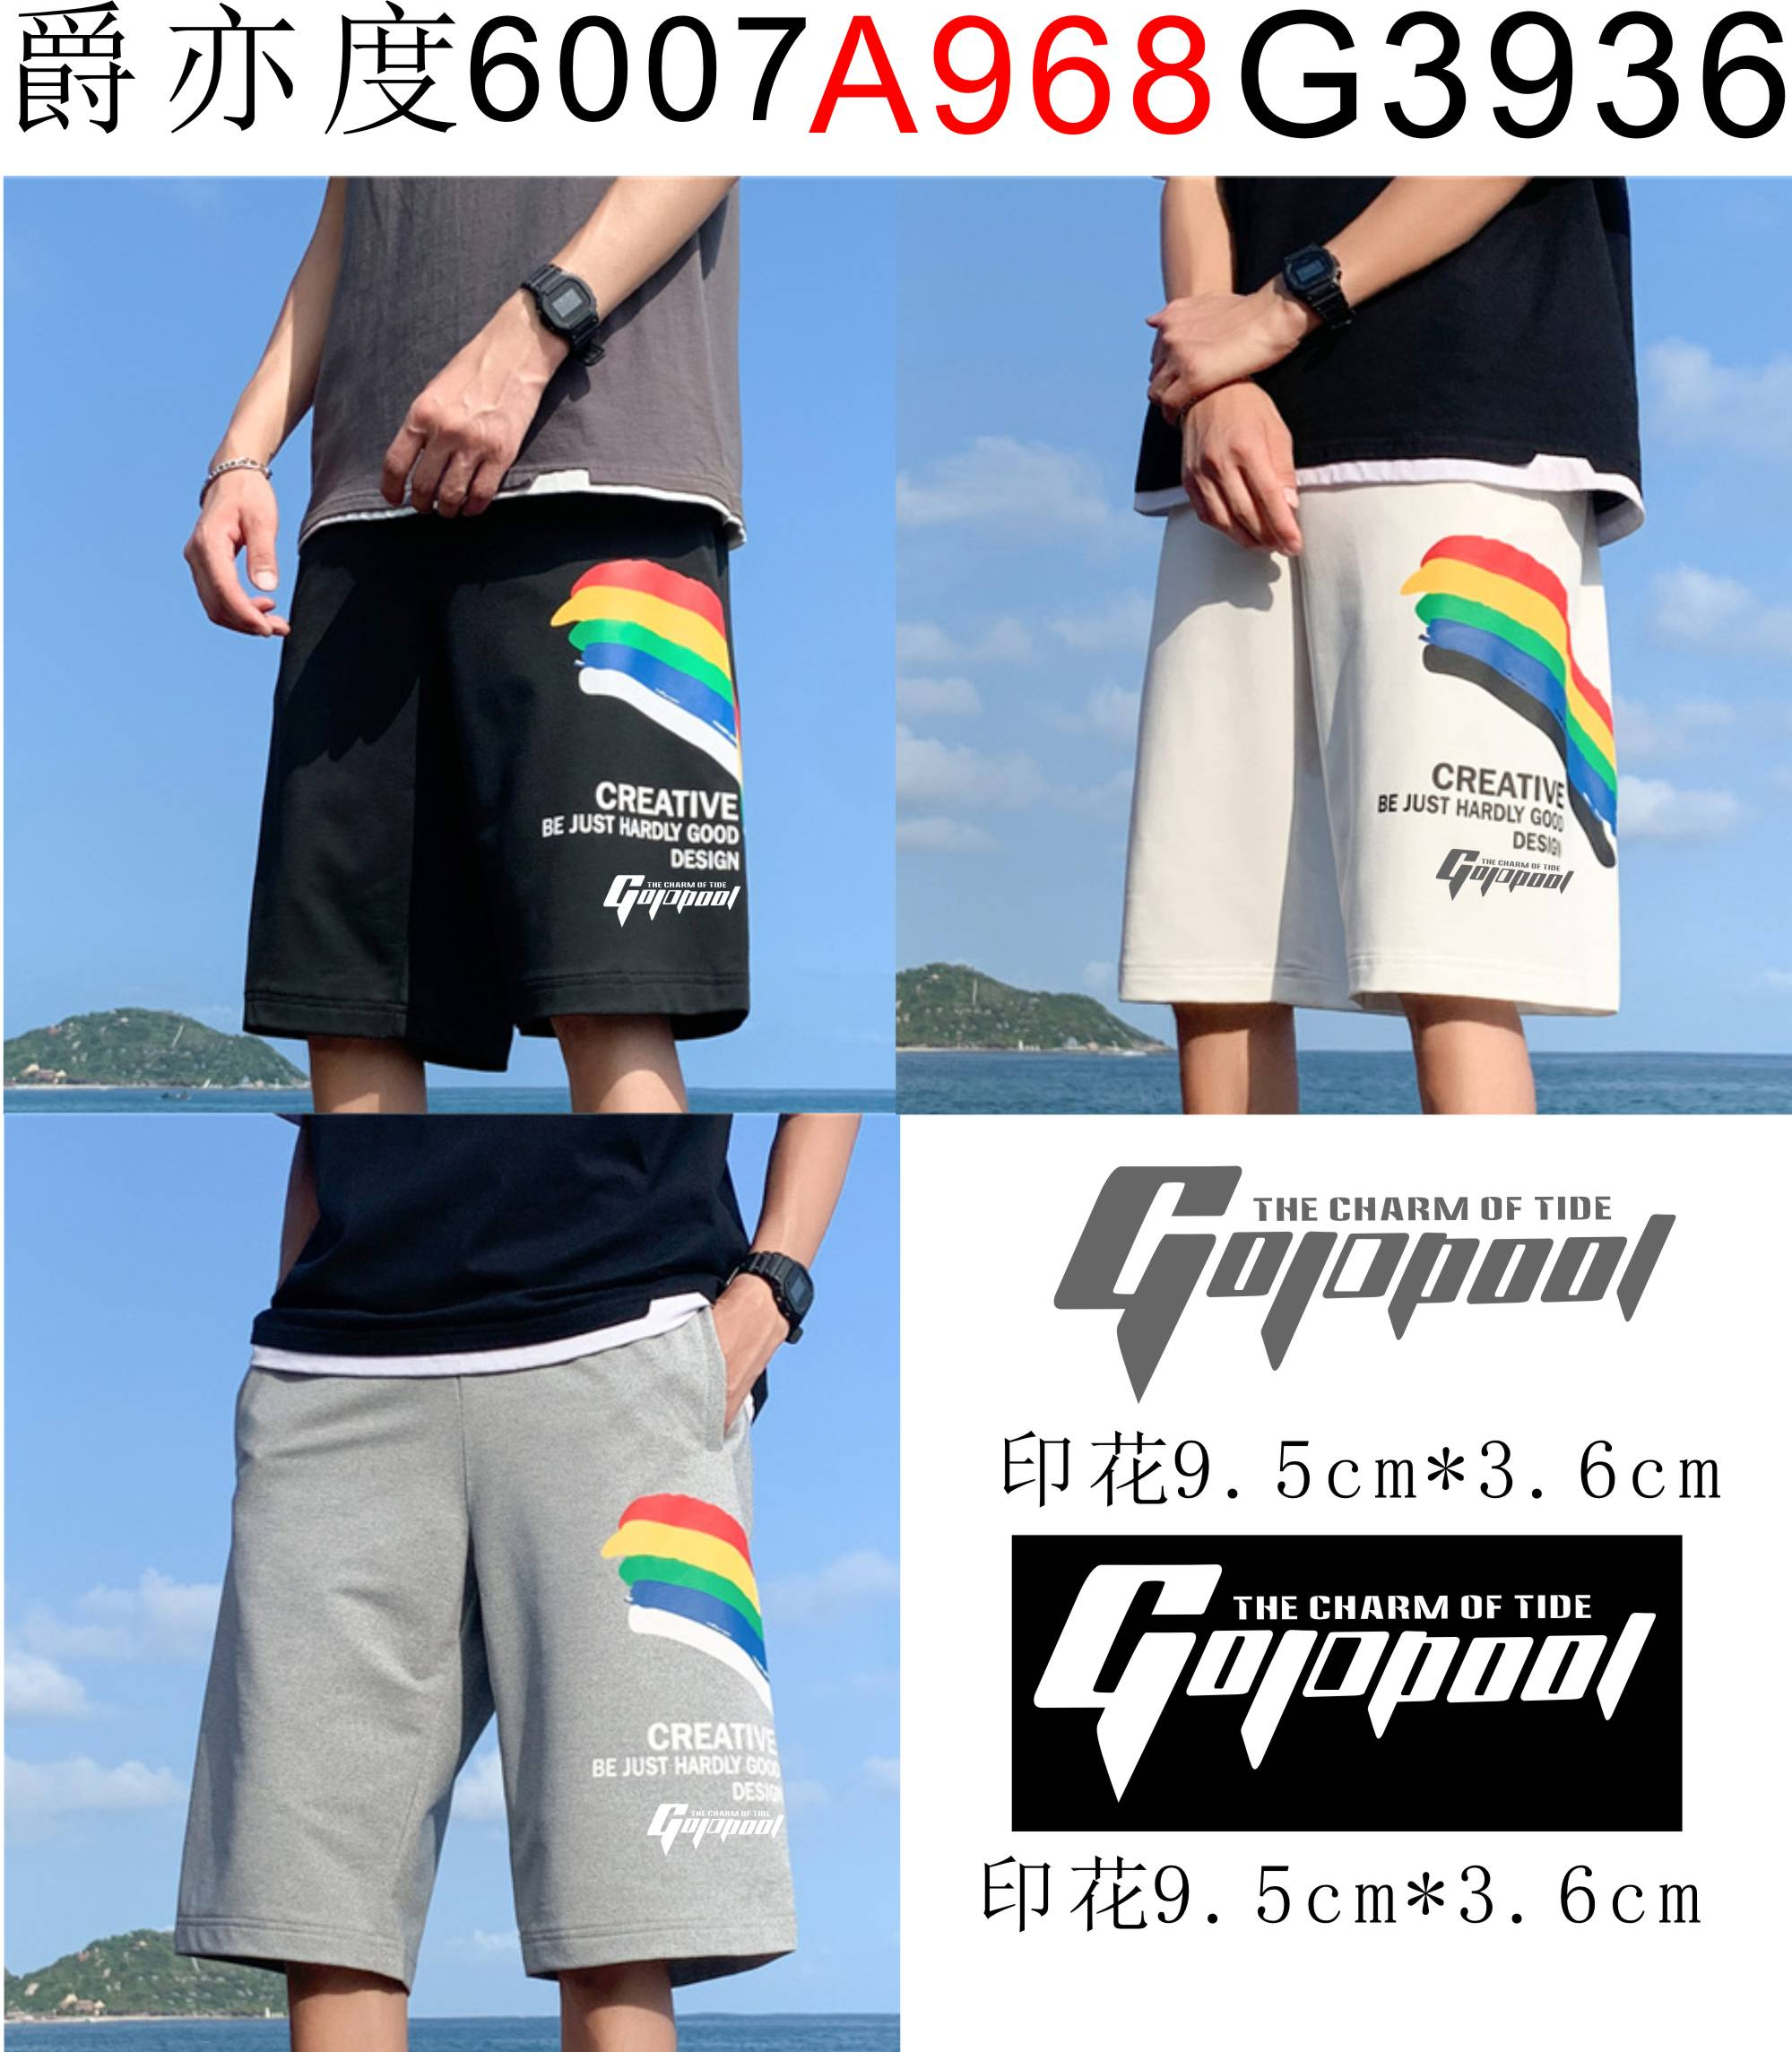 爵亦度6007A968G3936
CREATIVE
BE JUST HARDLY GOOD
DESIGN
THE CHARM OF TIDE
Gojopool
CREATIVE
BE JUST HARDLY GOOD
DESIGN
THE CHARM OF TIDE
Gojopool
CREATIVE
BE JUST HARDLY GOOD
DESIGN
THE CHARM OF TIDE
Gojopool
THE CHARM OF TIDE
Gojopool
印花9.5cm*3.6cm
THE CHARM OF TIDE
Gojopool
印花9.5cm*3.6cm